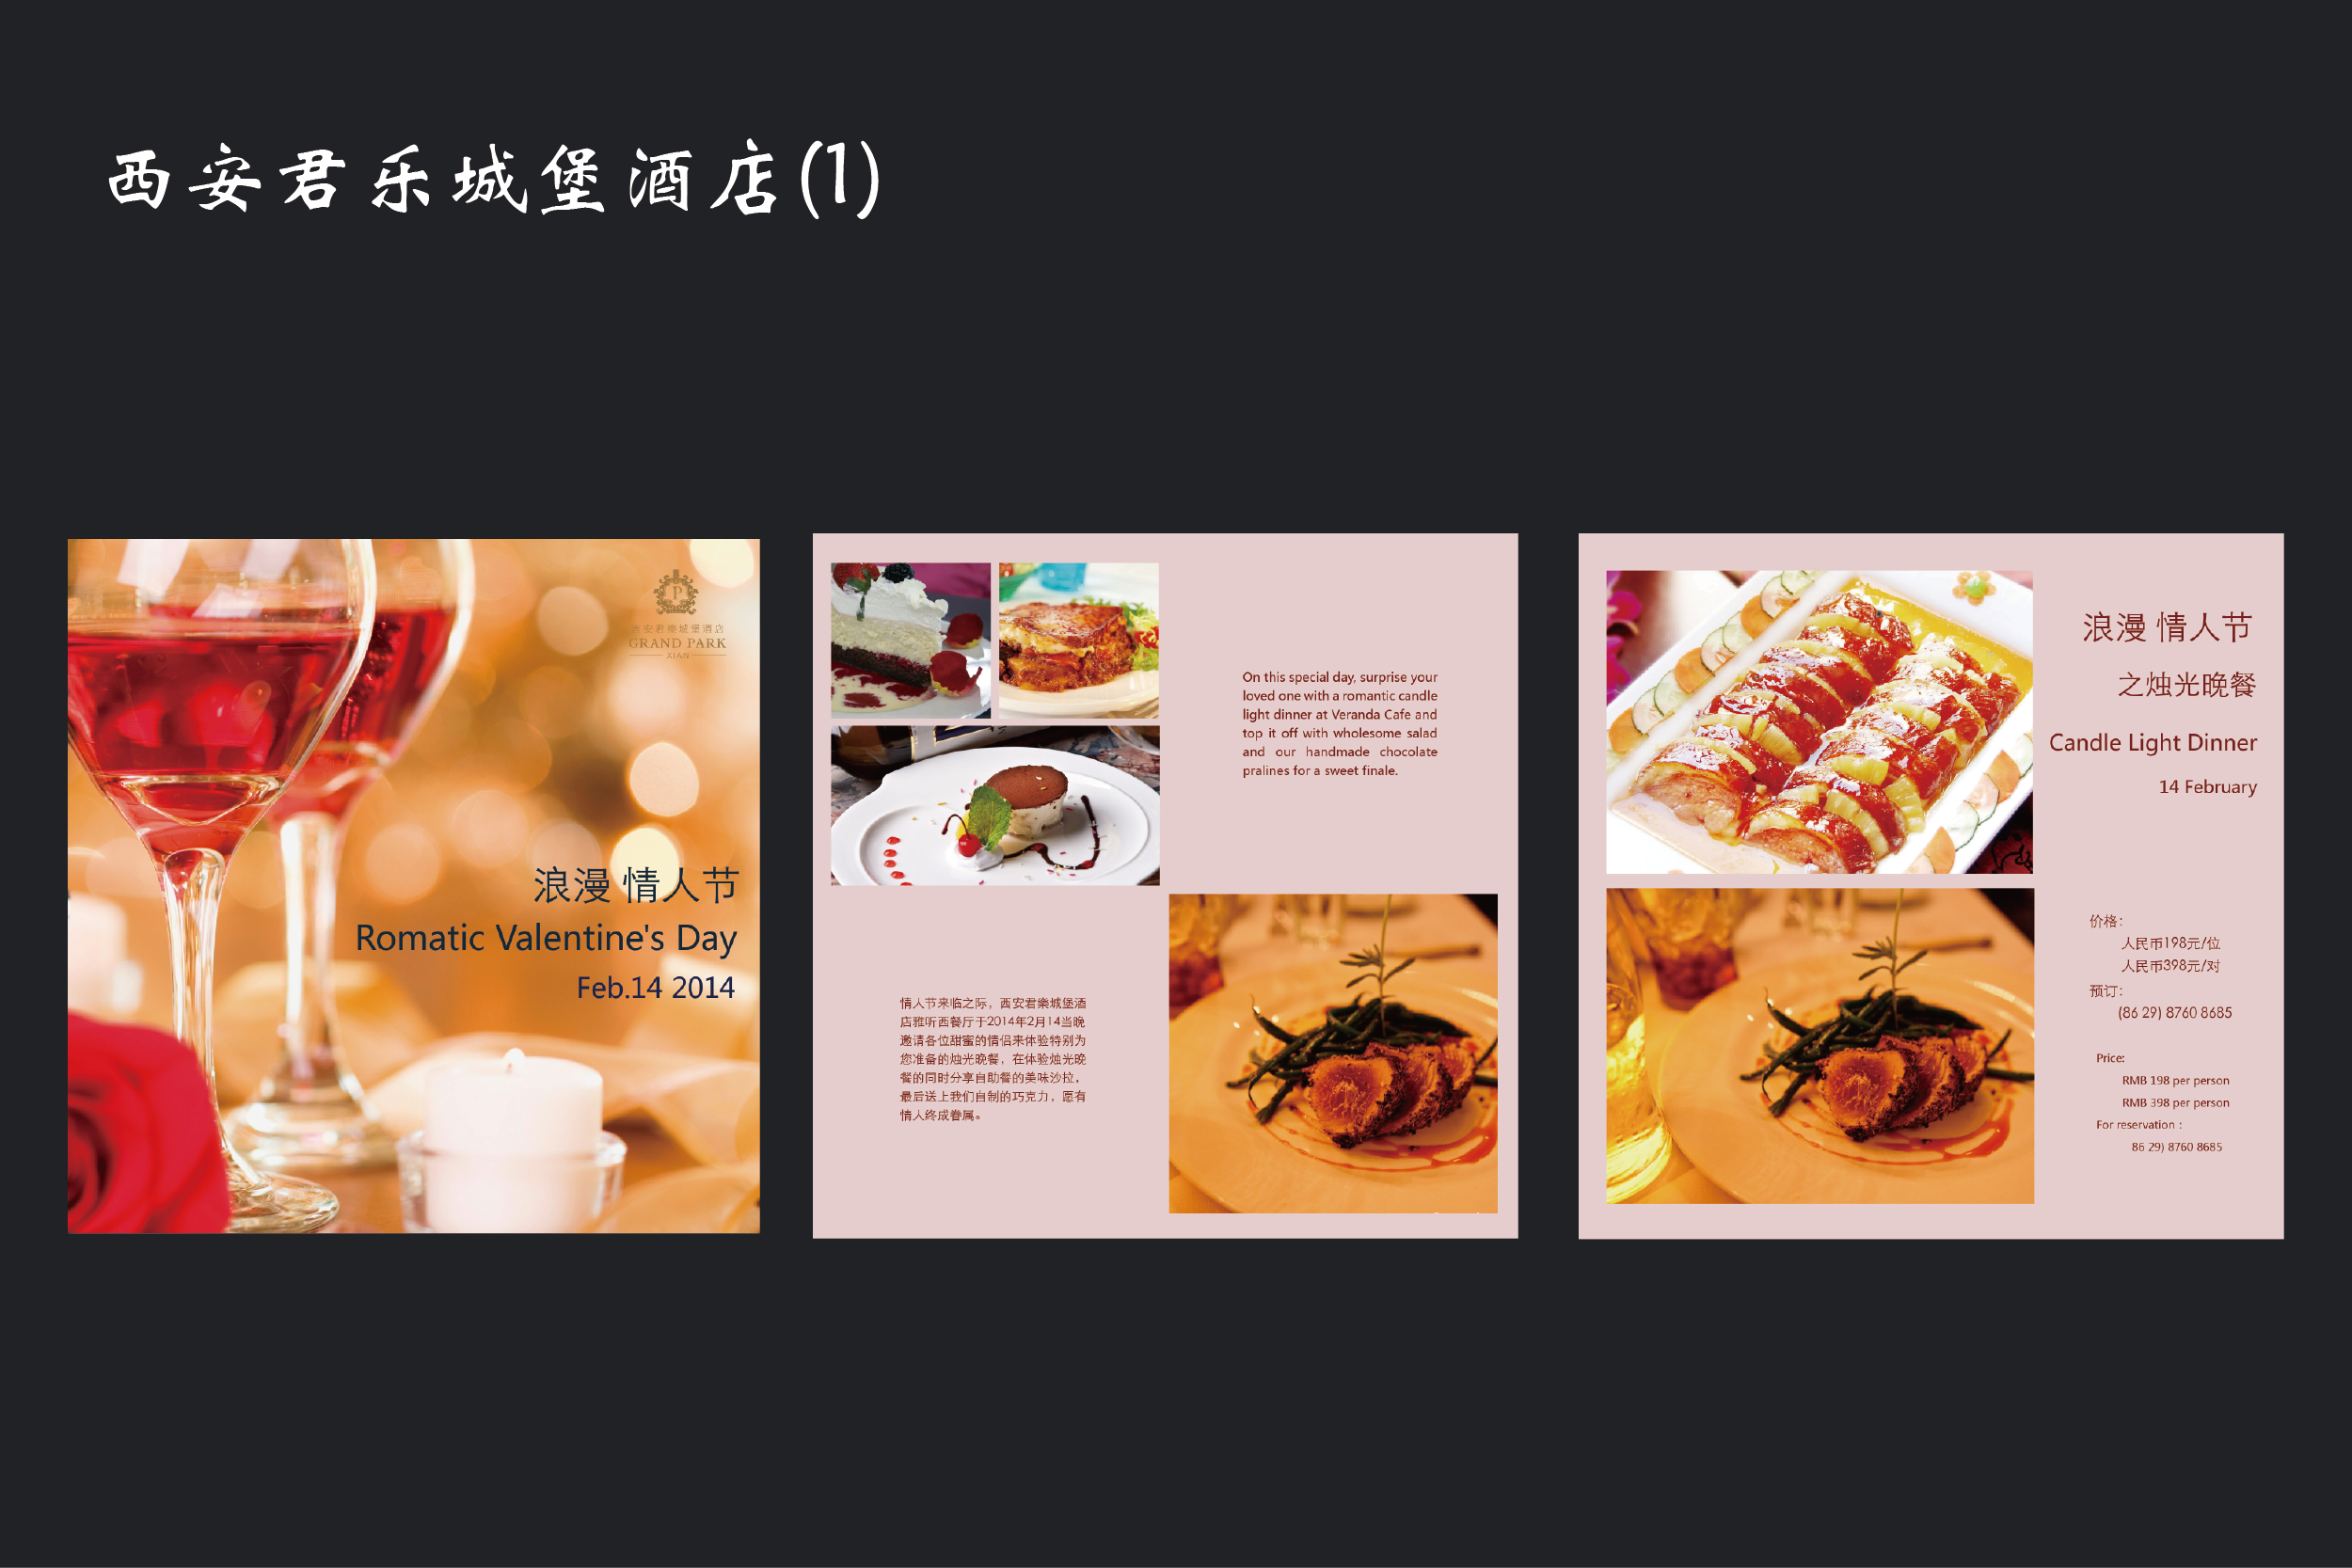 西安君乐城堡酒店(1)
西安君樂城堡酒店
GRAND PARK
XIAN
浪漫 情人节
Romatic Valentine's Day
Feb.14 2014
On this special day, surprise your
loved one with a romantic candle
light dinner at Veranda Cafe and
top it off with wholesome salad
and our handmade chocolate
pralines for a sweet finale.
情人节来临之际，西安君樂城堡酒
店雅听西餐厅于2014年2月14当晚
邀请各位甜蜜的情侣来体验特别为
您准备的烛光晚餐，在体验烛光晚
餐的同时分享自助餐的美味沙拉，
最后送上我们自制的巧克力，愿有
情人终成眷属。
浪漫 情人节
之烛光晚餐
Candle Light Dinner
14 February
价格：
人民币198元/位
人民币398元/对
预订：
(86 29) 8760 8685
Price:
RMB 198 per person
RMB 398 per person
For reservation :
86 29) 8760 8685